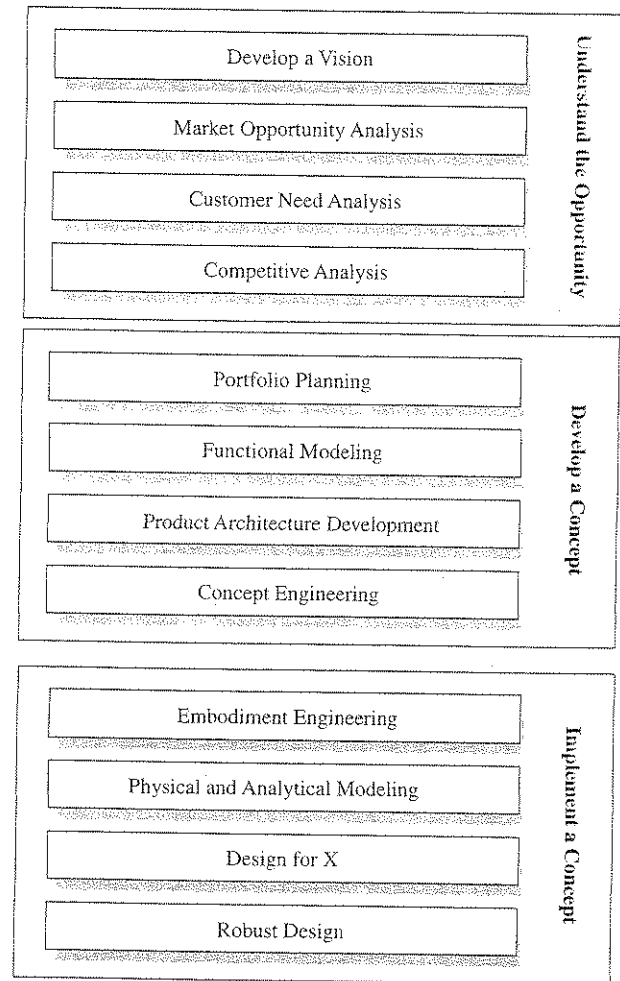 Develop a Vision
Market Opportunity Analysis
Customer Need Analysis
Competitive Analysis
Understand the Opportunity
Portfolio Planning
Functional Modeling
Product Architecture Development
Concept Engineering
Develop a Concept
Embodiment Engineering
Physical and Analytical Modeling
Design for X
Robust Design
Implement a Concept